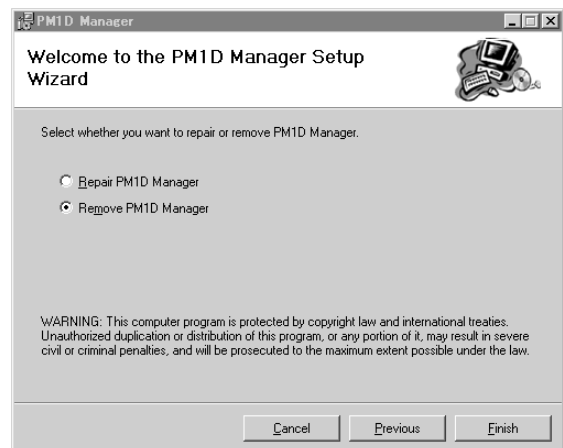 PM1D Manager
Welcome to the PM1D Manager Setup
Wizard
Select whether you want to repair or remove PM1D Manager.
Repair PM1D Manager
Remove PM1D Manager
WARNING: This computer program is protected by copyright law and international treaties.
Unauthorized duplication or distribution of this program, or any portion of it, may result in severe
civil or criminal penalties, and will be prosecuted to the maximum extent possible under the law.
Cancel Previous Finish